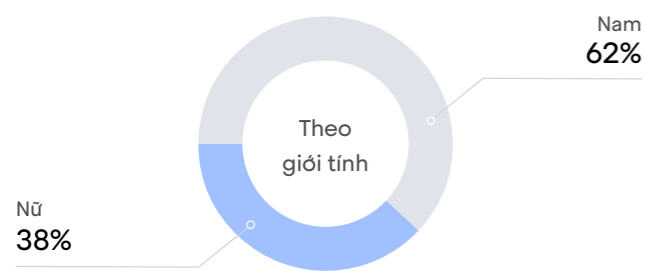 Nam
62%
Theo
giới tính
Nữ
38%